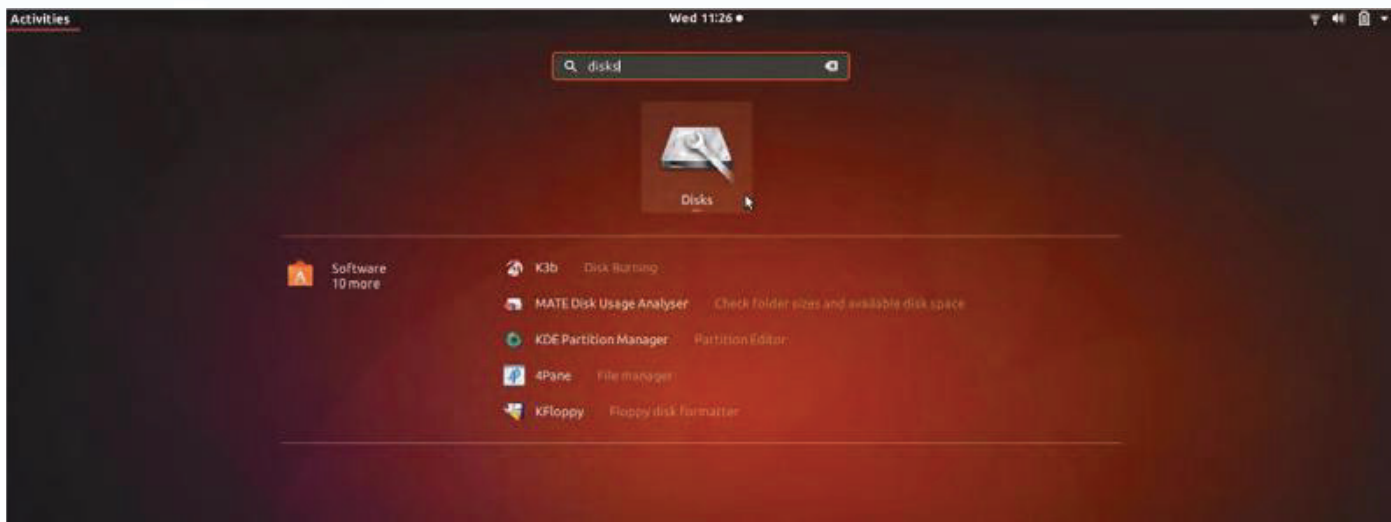 Activities
Wed 11:26
disks
Disks
Software
10 more
K3b Disk Burning
MATE Disk Usage Analyser Check folder sizes and available disk space
KDE Partition Manager Partition Editor
4Pane File manager
KFloppy Floppy disk formatter